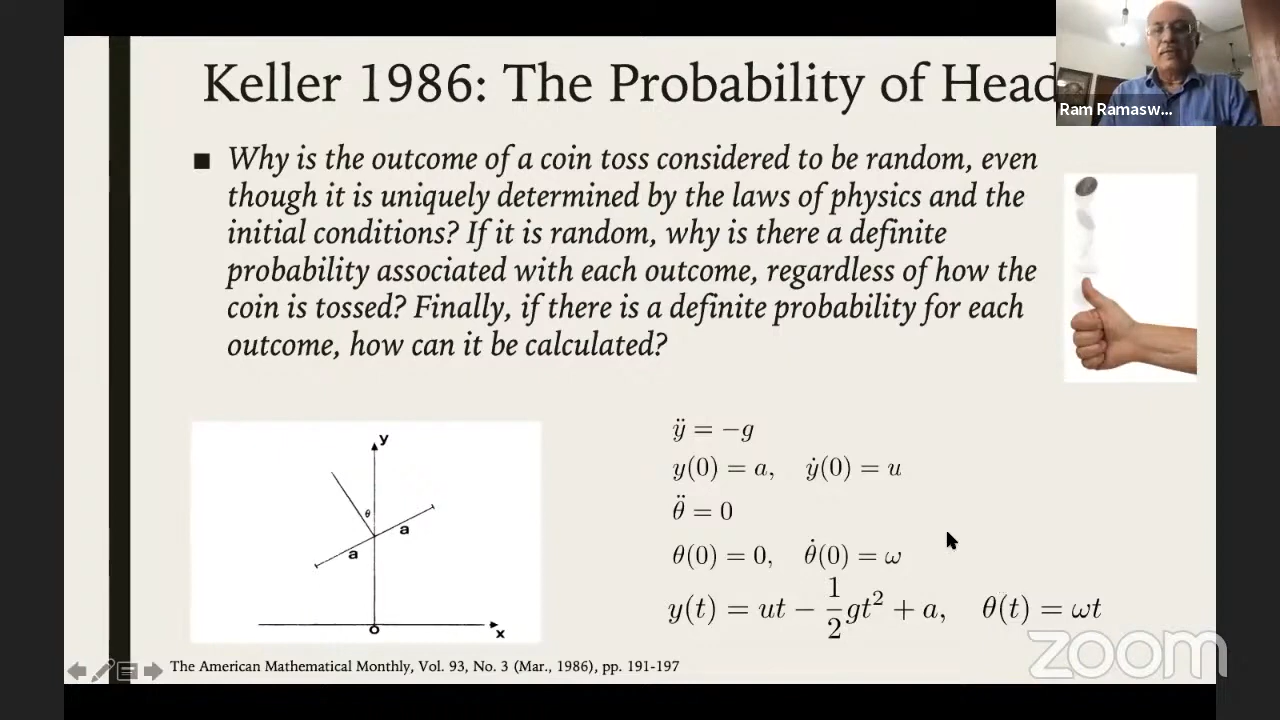 Keller 1986: The Probability of Head
Ram Ramasw...
■ Why is the outcome of a coin toss considered to be random, even
though it is uniquely determined by the laws of physics and the
initial conditions? If it is random, why is there a definite
probability associated with each outcome, regardless of how the
coin is tossed? Finally, if there is a definite probability for each
outcome, how can it be calculated?
y
θ
a
a
o
x
ÿ = −g
y(0) = a, ẏ(0) = u
θ̈ = 0
θ(0) = 0, θ̇(0) = ω
y(t) = ut − 1/2 gt² + a, θ(t) = ωt
The American Mathematical Monthly, Vol. 93, No. 3 (Mar., 1986), pp. 191-197
zoom